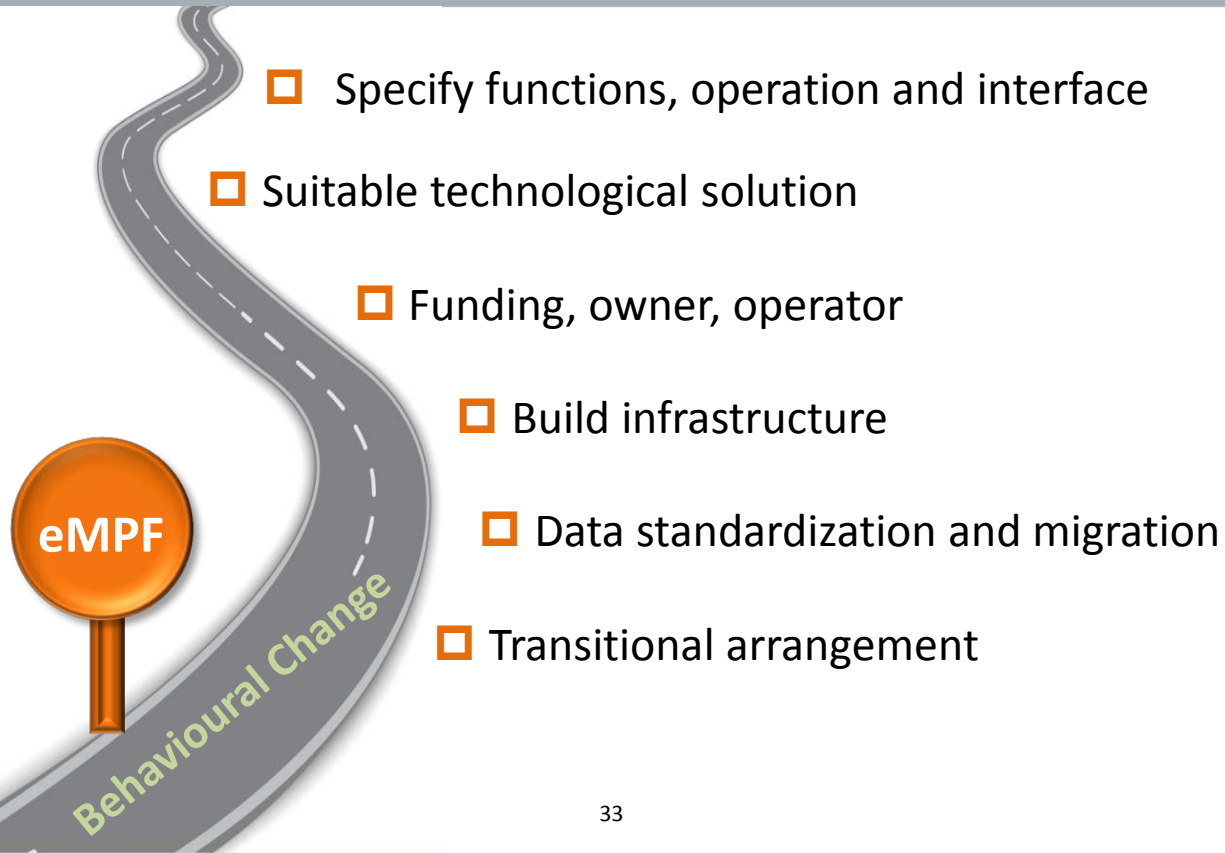 Specify functions, operation and interface
Suitable technological solution
Funding, owner, operator
Build infrastructure
eMPF
Data standardization and migration
Behavioural Change
Transitional arrangement
33